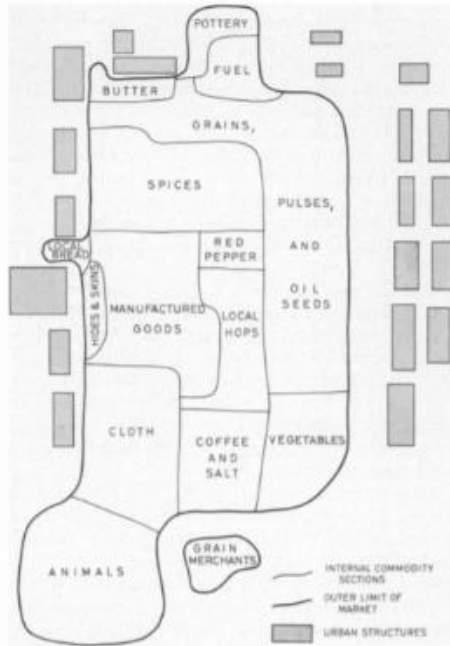 POTTERY
FUEL
BUTTER
GRAINS,
SPICES
PULSES,
AND
OIL
SEEDS
RED
PEPPER
LOCAL
BREAD
HIDES & SKINS
MANUFACTURED
GOODS
LOCAL
HOPS
CLOTH
COFFEE
AND
SALT
VEGETABLES
ANIMALS
GRAIN
MERCHANTS
INTERNAL COMMODITY
SECTIONS
OUTER LIMIT OF
MARKET
URBAN STRUCTURES